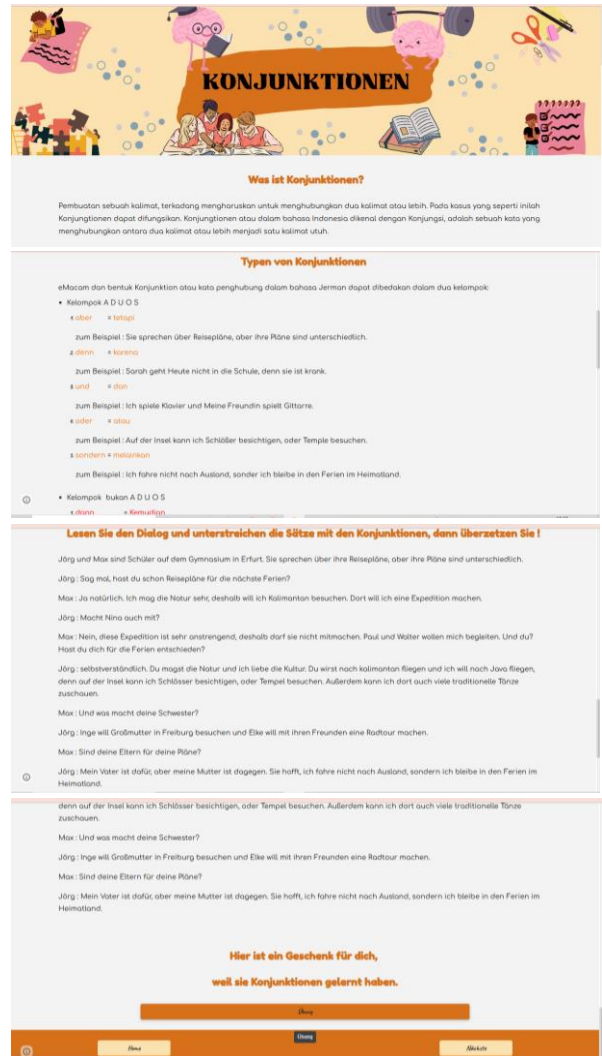 KONJUNKTIONEN
Was ist Konjunktionen?
Pembuatan sebuah kalimat, terkadang mengharuskan untuk menghubungkan dua kalimat atau lebih. Pada kasus yang seperti inilah
Konjungtionen dapat difungsikan. Konjungtionen atau dalam bahasa Indonesia dikenal dengan Konjungsi, adalah sebuah kata yang
menghubungkan antara dua kalimat atau lebih menjadi satu kalimat utuh.
Typen von Konjunktionen
eMacam dan bentuk Konjunktion atau kata penghubung dalam bahasa Jerman dapat dibedakan dalam dua kelompok:
• Kelompok A D U O S
1. aber = tetapi
zum Beispiel : Sie sprechen über Reisepläne, aber ihre Pläne sind unterschiedlich.
2. denn = karena
zum Beispiel : Sarah geht Heute nicht in die Schule, denn sie ist krank.
3. und = dan
zum Beispiel : Ich spiele Klavier und Meine Freundin spielt Gittarre.
4. oder = atau
zum Beispiel : Auf der Insel kann ich Schlößer besichtigen, oder Temple besuchen.
5. sondern = melainkan
zum Beispiel : Ich fahre nicht nach Ausland, sonder ich bleibe in den Ferien im Heimatland.
• Kelompok bukan A D U O S
1. dann = Kemudian
Lesen Sie den Dialog und unterstreichen die Sätze mit den Konjunktionen, dann überzetzen Sie !
Jörg und Max sind Schüler auf dem Gymnasium in Erfurt. Sie sprechen über ihre Reisepläne, aber ihre Pläne sind unterschiedlich.
Jörg : Sag mal, hast du schon Reisepläne für die nächste Ferien?
Max : Ja natürlich. Ich mag die Natur sehr, deshalb will ich Kalimantan besuchen. Dort will ich eine Expedition machen.
Jörg : Macht Nina auch mit?
Max : Nein, diese Expedition ist sehr anstrengend, deshalb darf sie nicht mitmachen. Paul und Walter wollen mich begleiten. Und du?
Hast du dich für die Ferien entschieden?
Jörg : selbstverständlich. Du magst die Natur und ich liebe die Kultur. Du wirst nach kalimantan fliegen und ich will nach Java fliegen,
denn auf der Insel kann ich Schlösser besichtigen, oder Tempel besuchen. Außerdem kann ich dort auch viele traditionelle Tänze
zuschauen.
Max : Und was macht deine Schwester?
Jörg : Inge will Großmutter in Freiburg besuchen und Elke will mit ihren Freunden eine Radtour machen.
Max : Sind deine Eltern für deine Pläne?
Jörg : Mein Vater ist dafür, aber meine Mutter ist dagegen. Sie hofft, ich fahre nicht nach Ausland, sondern ich bleibe in den Ferien im
Heimatland.
denn auf der Insel kann ich Schlösser besichtigen, oder Tempel besuchen. Außerdem kann ich dort auch viele traditionelle Tänze
zuschauen.
Max : Und was macht deine Schwester?
Jörg : Inge will Großmutter in Freiburg besuchen und Elke will mit ihren Freunden eine Radtour machen.
Max : Sind deine Eltern für deine Pläne?
Jörg : Mein Vater ist dafür, aber meine Mutter ist dagegen. Sie hofft, ich fahre nicht nach Ausland, sondern ich bleibe in den Ferien im
Heimatland.
Hier ist ein Geschenk für dich,
weil sie Konjunktionen gelernt haben.
Übung
Übung
Home
Nächste